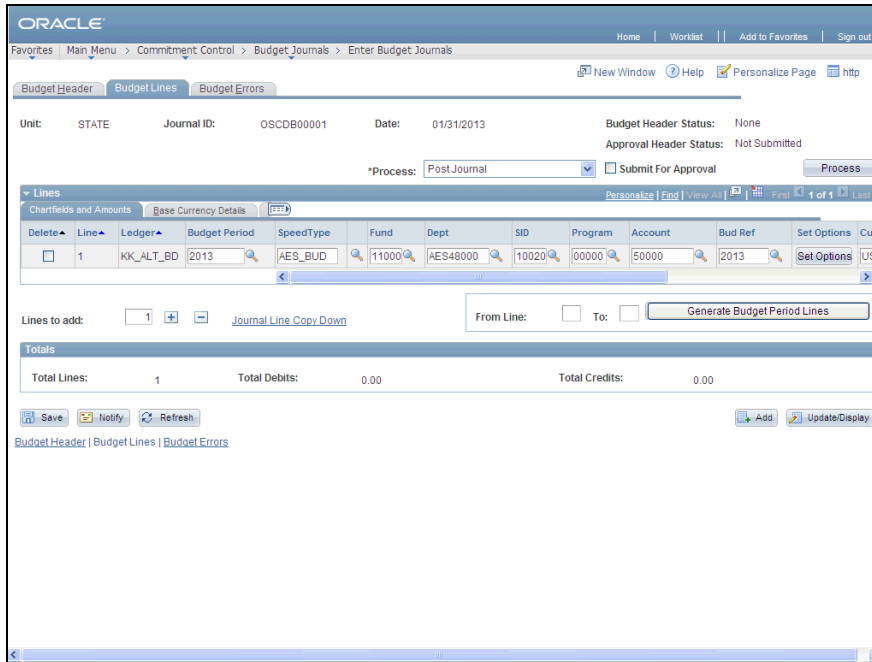 ORACLE
Home | Worklist | | Add to Favorites | Sign out
Favorites | Main Menu > Commitment Control > Budget Journals > Enter Budget Journals
New Window Help Personalize Page http
Budget Header Budget Lines Budget Errors
Unit: STATE Journal ID: OSCDB00001 Date: 01/31/2013 Budget Header Status: None
Approval Header Status: Not Submitted
*Process: Post Journal Submit For Approval Process
Lines Personalize | Find | View All | | First 1 of 1 Last
Chartfields and Amounts Base Currency Details
Delete Line Ledger Budget Period SpeedType Fund Dept SID Program Account Bud Ref Set Options Cu
1 KK_ALT_BD 2013 AES_BUD 11000 AES48000 10020 00000 50000 2013 Set Options US
Lines to add: 1 Journal Line Copy Down From Line: To: Generate Budget Period Lines
Totals
Total Lines: 1 Total Debits: 0.00 Total Credits: 0.00
Save Notify Refresh Add Update/Display
Budget Header | Budget Lines | Budget Errors